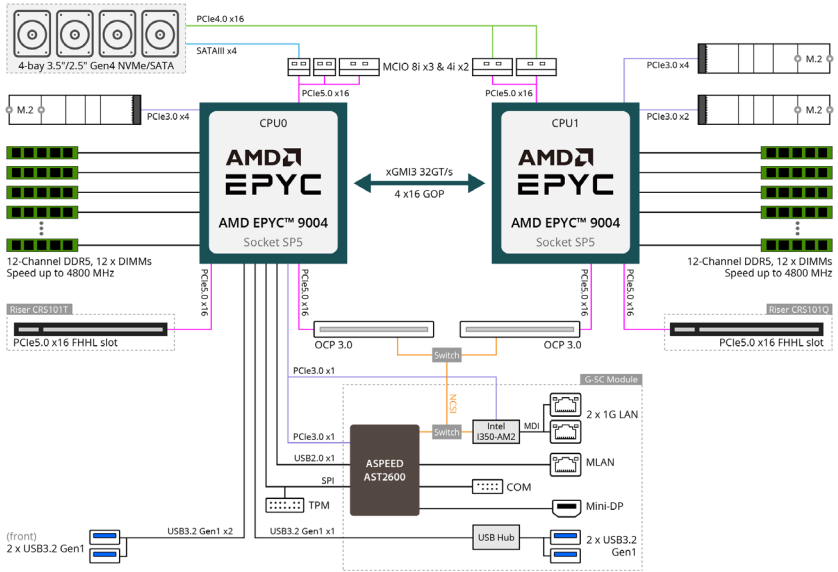 PCIe4.0 x16
SATAIII x4
4-bay 3.5"/2.5" Gen4 NVMe/SATA
MCIO 8i x3 & 4i x2
PCIe3.0 x4
M.2
PCIe5.0 x16
PCIe5.0 x16
M.2
PCIe3.0 x4
PCIe3.0 x2
M.2
CPU0
AMD
EPYC
AMD EPYC™ 9004
Socket SP5
xGMI3 32GT/s
4 x16 GOP
CPU1
AMD
EPYC
AMD EPYC™ 9004
Socket SP5
12-Channel DDR5, 12 x DIMMs
Speed up to 4800 MHz
12-Channel DDR5, 12 x DIMMs
Speed up to 4800 MHz
PCIe5.0 x16
PCIe5.0 x16
PCIe5.0 x16
PCIe5.0 x16
Riser CRS101T
PCIe5.0 x16 FHHL slot
OCP 3.0
OCP 3.0
Riser CRS101Q
PCIe5.0 x16 FHHL slot
Switch
PCIe3.0 x1
NCSI
G-SC Module
Switch
Intel
I350-AM2
MDI
2 x 1G LAN
PCIe3.0 x1
USB2.0 x1
SPI
ASPEED
AST2600
MLAN
COM
TPM
Mini-DP
(front)
2 x USB3.2 Gen1
USB3.2 Gen1 x2
USB3.2 Gen1 x1
USB Hub
2 x USB3.2
Gen1